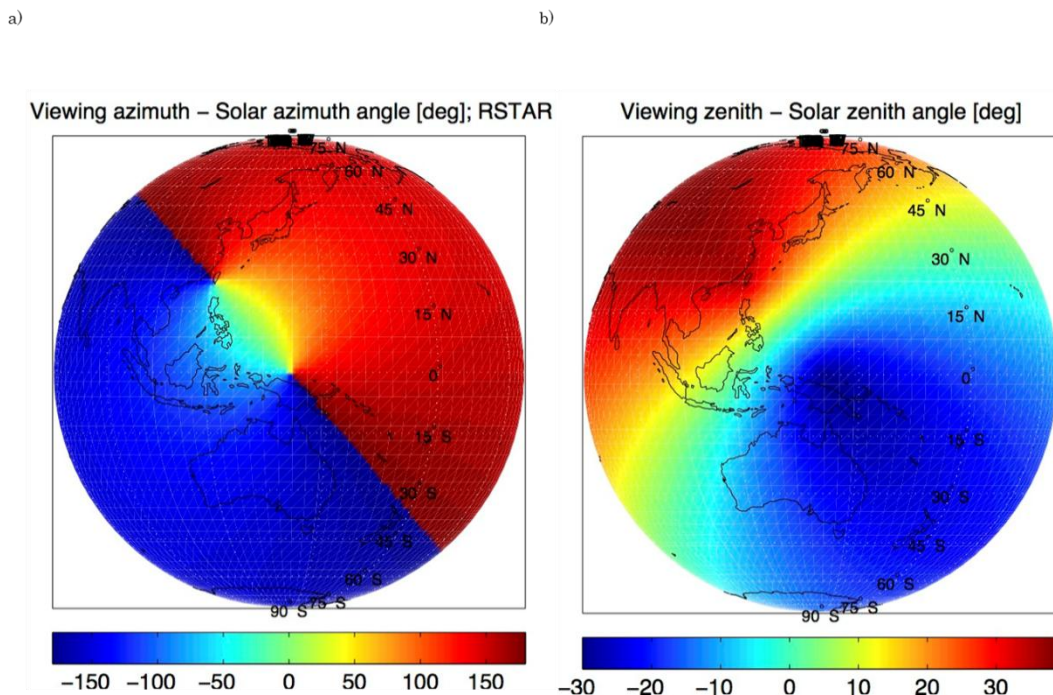 a)
b)
Viewing azimuth – Solar azimuth angle [deg]; RSTAR
75° N
60° N
45° N
30° N
15° N
0°
15° S
30° S
45° S
60° S
75° S
90° S
−150 −100 −50 0 50 100 150
Viewing zenith – Solar zenith angle [deg]
75° N
60° N
45° N
30° N
15° N
0°
15° S
30° S
45° S
60° S
75° S
90° S
−30 −20 −10 0 10 20 30